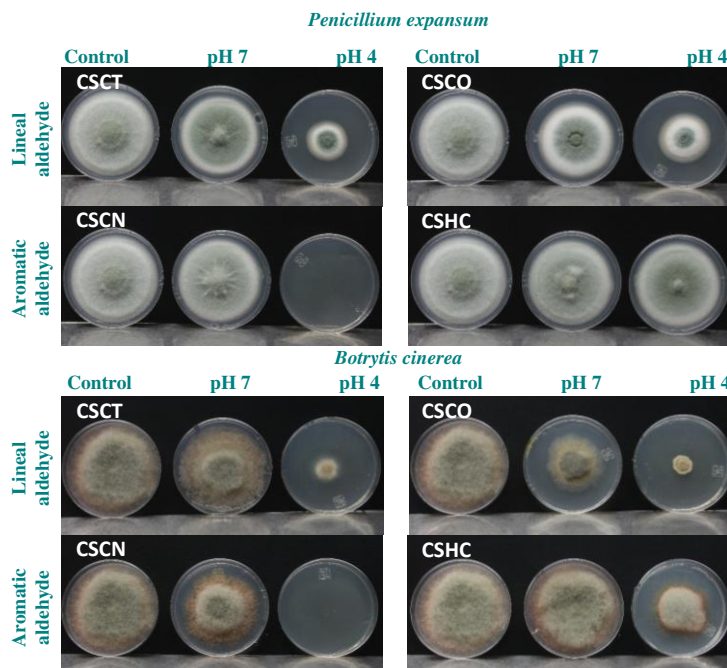 Penicillium expansum
Control pH 7 pH 4 Control pH 7 pH 4
Lineal aldehyde
CSCT CSCO
Aromatic aldehyde
CSCN CSHC
Botrytis cinerea
Control pH 7 pH 4 Control pH 7 pH 4
Lineal aldehyde
CSCT CSCO
Aromatic aldehyde
CSCN CSHC